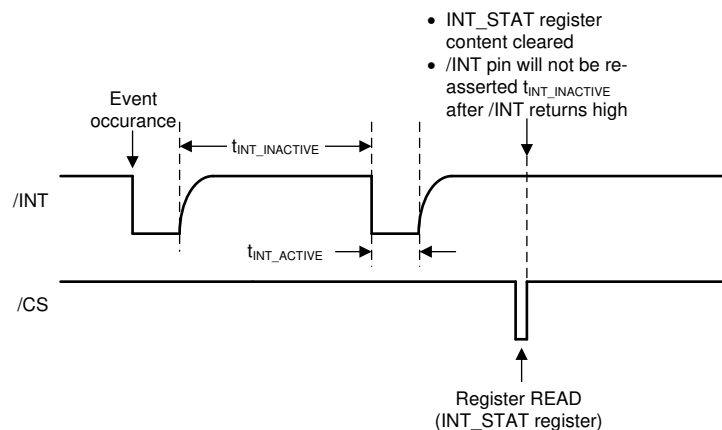 • INT_STAT register
content cleared
• /INT pin will not be re-
asserted tINT_INACTIVE
after /INT returns high
Event
occurance
tINT_INACTIVE
/INT
tINT_ACTIVE
/CS
Register READ
(INT_STAT register)